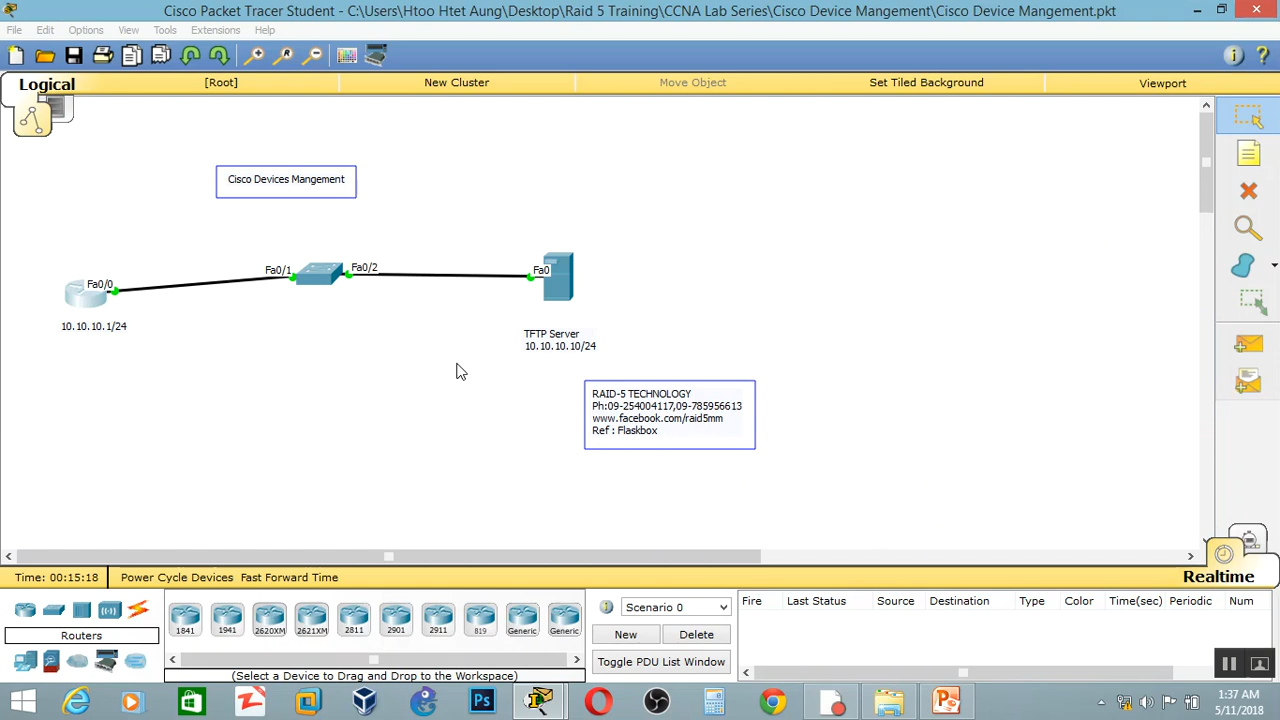 Cisco Packet Tracer Student - C:\Users\Htoo Htet Aung\Desktop\Raid 5 Training\CCNA Lab Series\Cisco Device Mangement\Cisco Device Mangement.pkt
File Edit Options View Tools Extensions Help
Logical [Root] New Cluster Move Object Set Tiled Background Viewport
Cisco Devices Mangement
Fa0/0 Fa0/1 Fa0/2 Fa0
10.10.10.1/24
TFTP Server
10.10.10.10/24
RAID-5 TECHNOLOGY
Ph:09-254004117,09-785956613
www.facebook.com/raid5mm
Ref : Flaskbox
Realtime
Time: 00:15:18 Power Cycle Devices Fast Forward Time
Routers
1841 1941 2620XM 2621XM 2811 2901 2911 819 Generic Generic
(Select a Device to Drag and Drop to the Workspace)
Scenario 0
New Delete
Toggle PDU List Window
Fire Last Status Source Destination Type Color Time(sec) Periodic Num
1:37 AM
5/11/2018